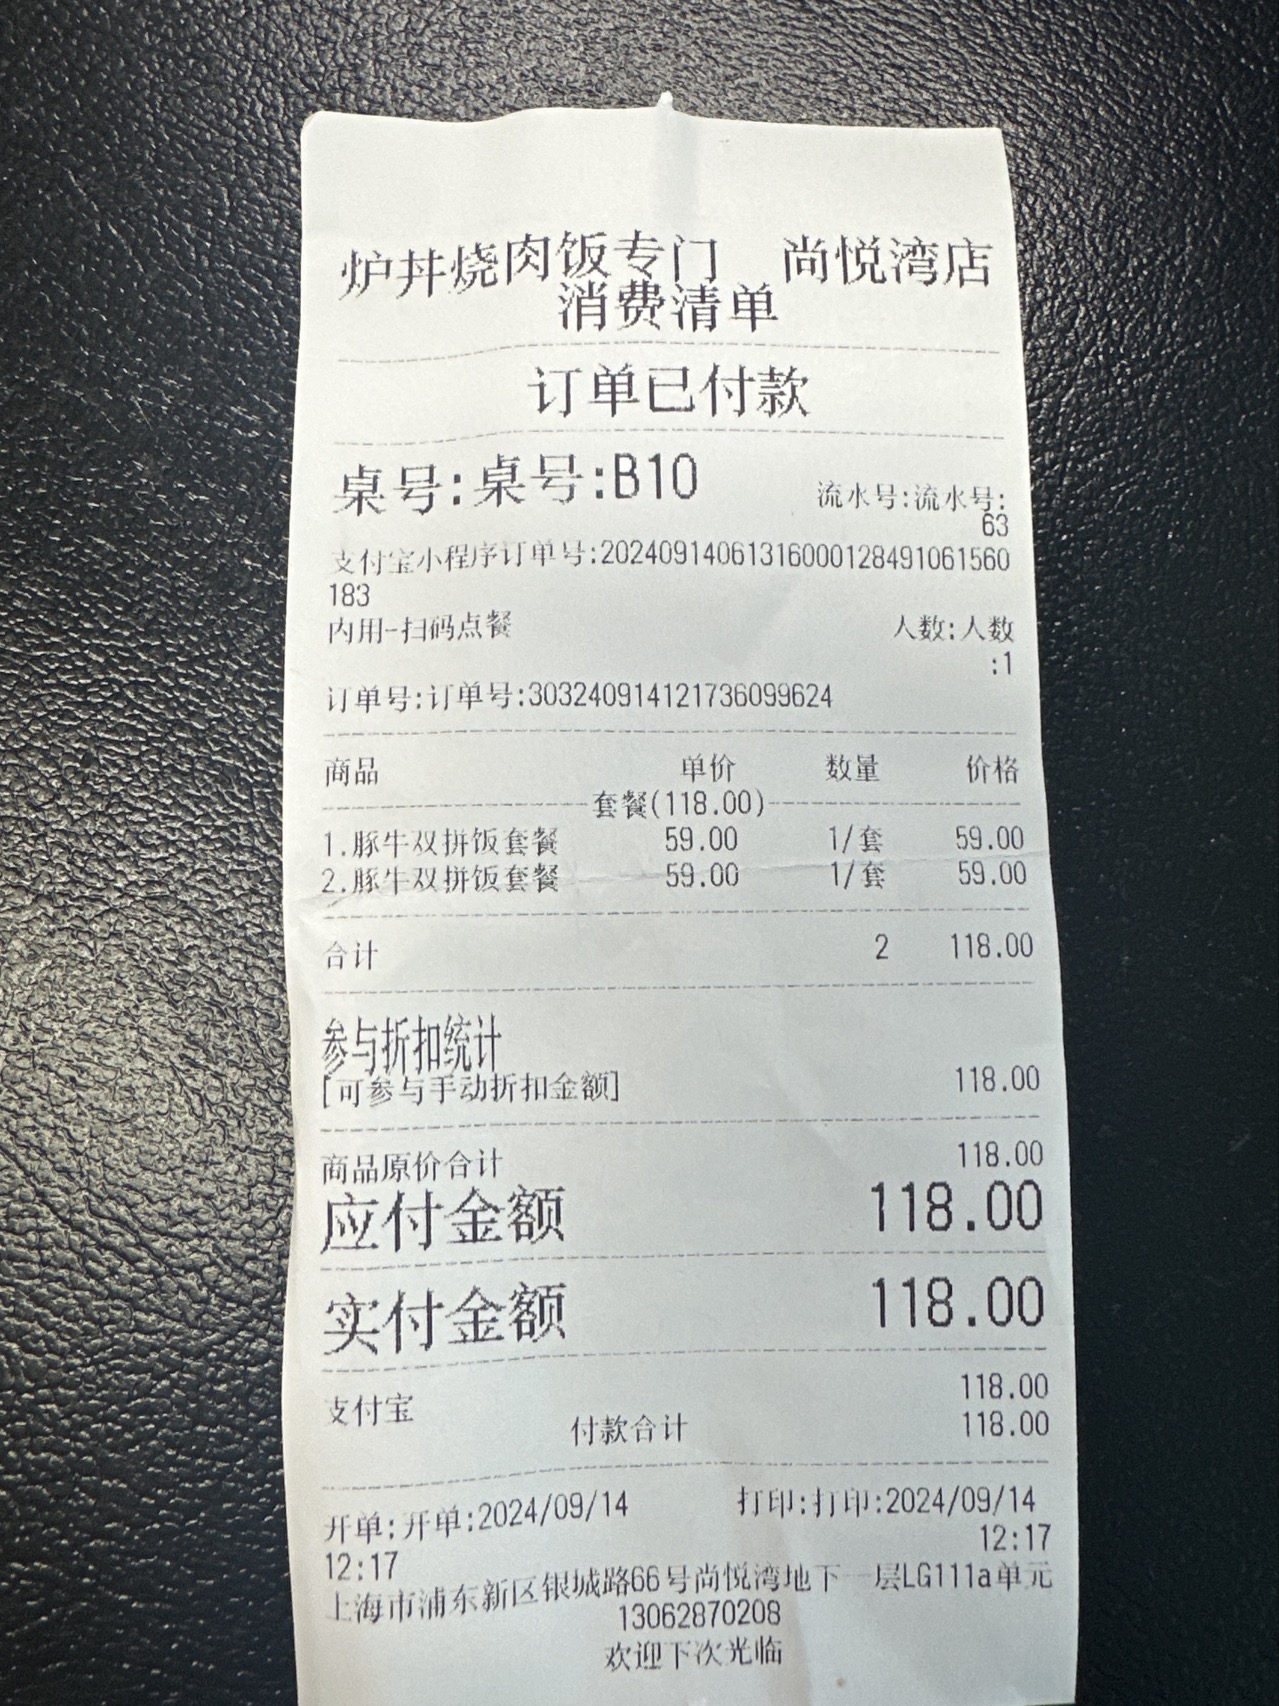 炉丼烧肉饭专门 尚悦湾店
消费清单
订单已付款
桌号:桌号:B10 流水号:流水号:
63
支付宝小程序订单号:20240914061316000128491061560
183
内用-扫码点餐 人数:人数
:1
订单号:订单号:303240914121736099624
商品 单价 数量 价格
套餐(118.00)
1.豚牛双拼饭套餐 59.00 1/套 59.00
2.豚牛双拼饭套餐 59.00 1/套 59.00
合计 2 118.00
参与折扣统计
[可参与手动折扣金额] 118.00
商品原价合计 118.00
应付金额 118.00
实付金额 118.00
支付宝 118.00
付款合计 118.00
开单:开单:2024/09/14 打印:打印:2024/09/14
12:17 12:17
上海市浦东新区银城路66号尚悦湾地下一层LG111a单元
13062870208
欢迎下次光临